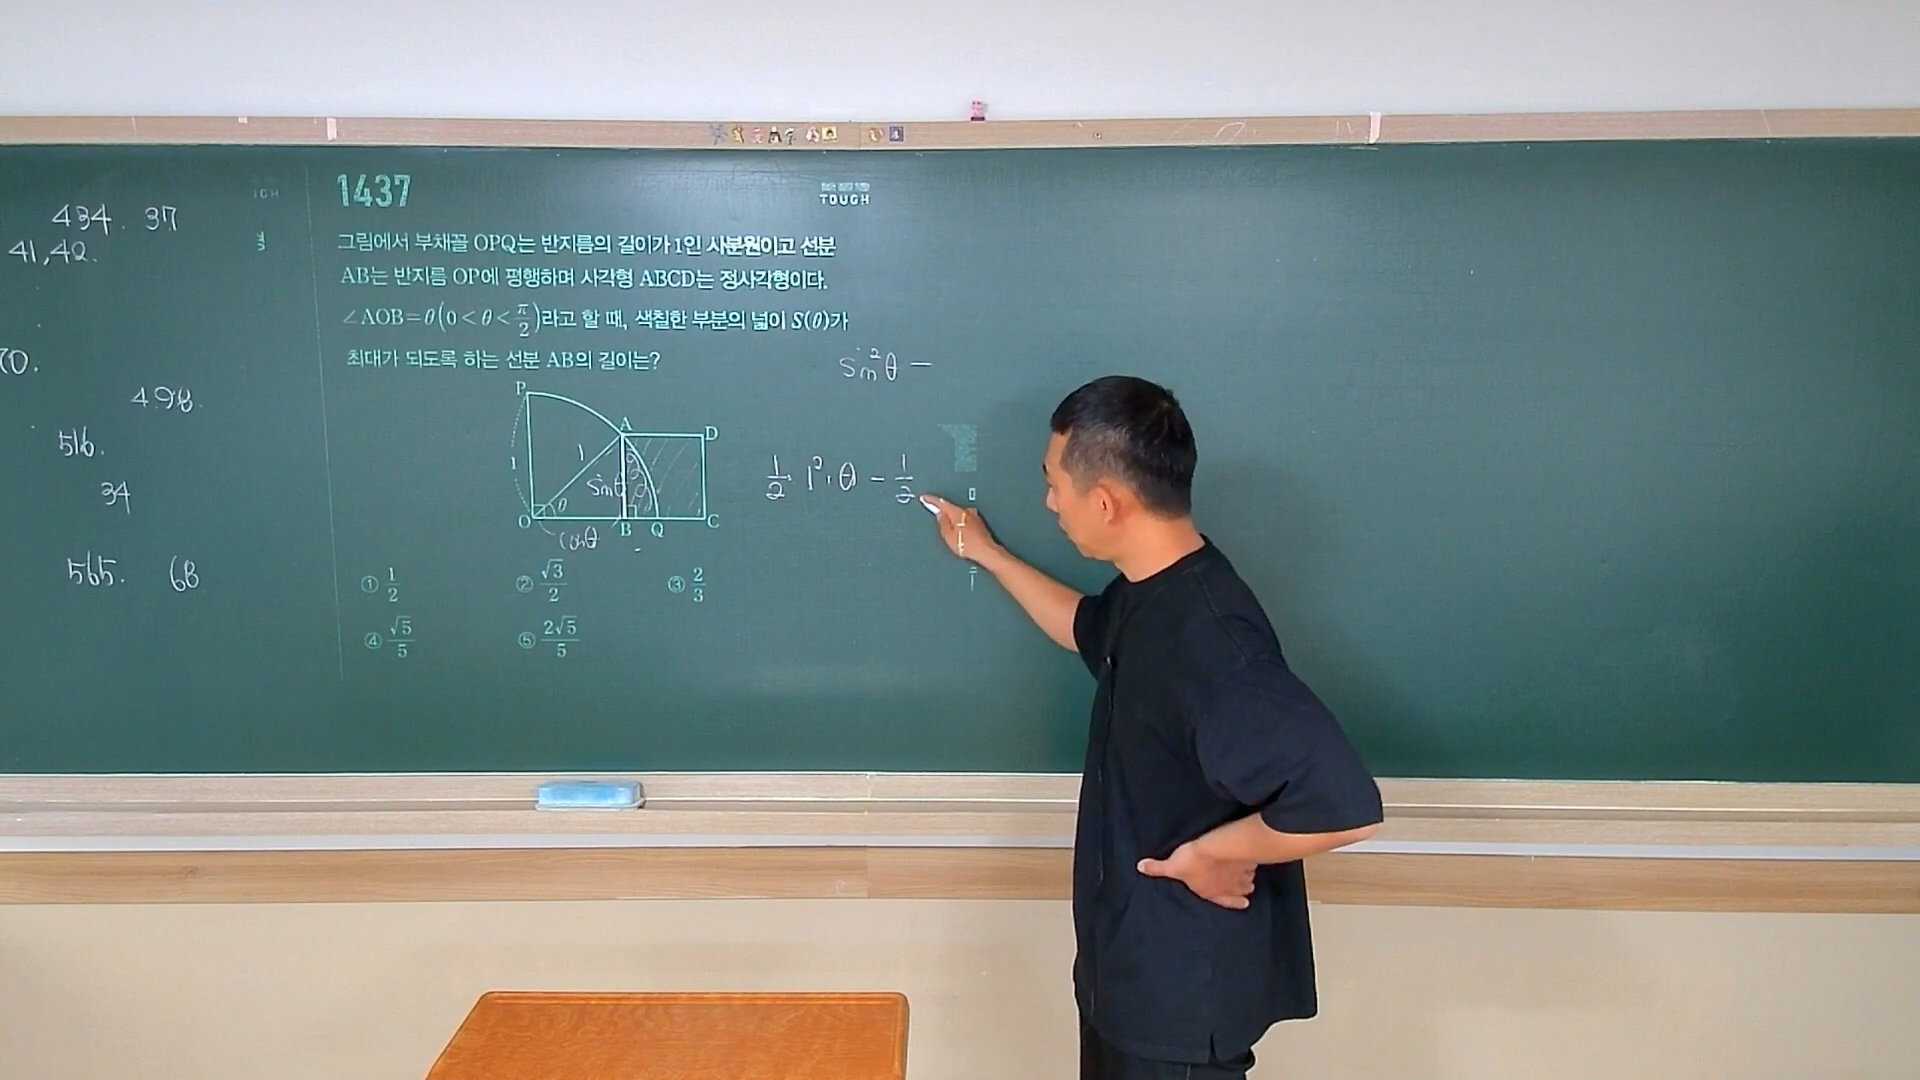 434. 37
41,42.
70.
498.
516.
34
565. 68
1437
TOUGH
그림에서 부채꼴 OPQ는 반지름의 길이가 1인 사분원이고 선분
AB는 반지름 OP에 평행하며 사각형 ABCD는 정사각형이다.
∠AOB=θ(0<θ<π/2)라고 할 때, 색칠한 부분의 넓이 S(θ)가
최대가 되도록 하는 선분 AB의 길이는?
P
A
D
1
1
sinθ
θ
O
B
Q
C
cosθ
① 1/2 ② √3/2 ③ 2/3
④ √5/5 ⑤ 2√5/5
sin²θ −
1/2 · 1² · θ − 1/2